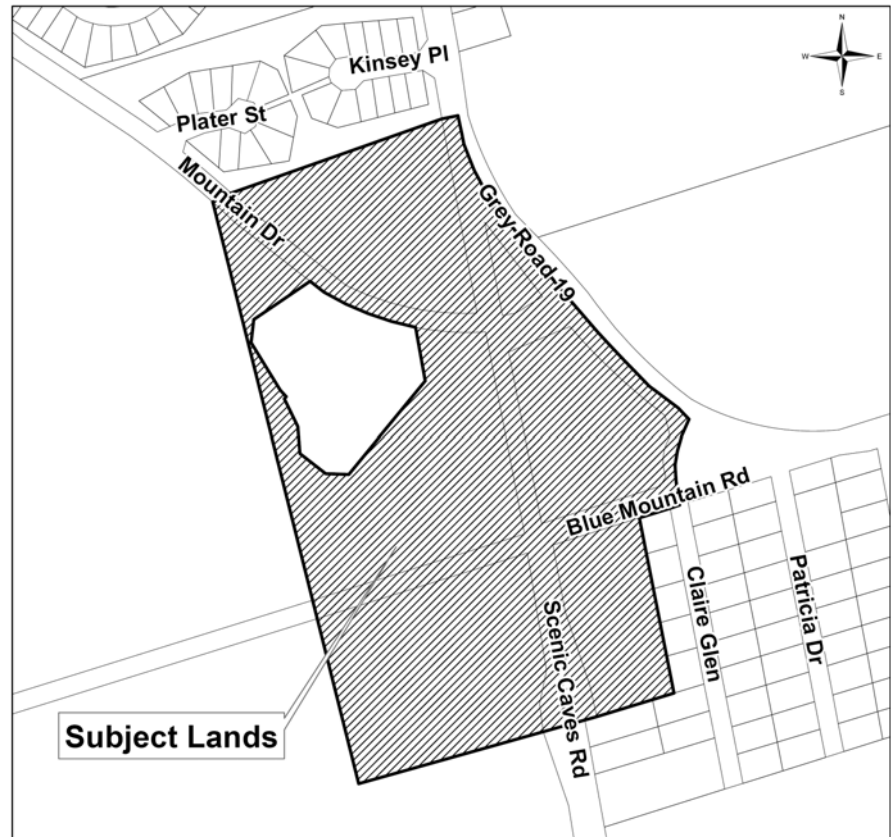 N
W
E
S
Kinsey Pl
Plater St
Mountain Dr
Grey-Road-19
Blue Mountain Rd
Claire Glen
Patricia Dr
Scenic Caves Rd
Subject Lands